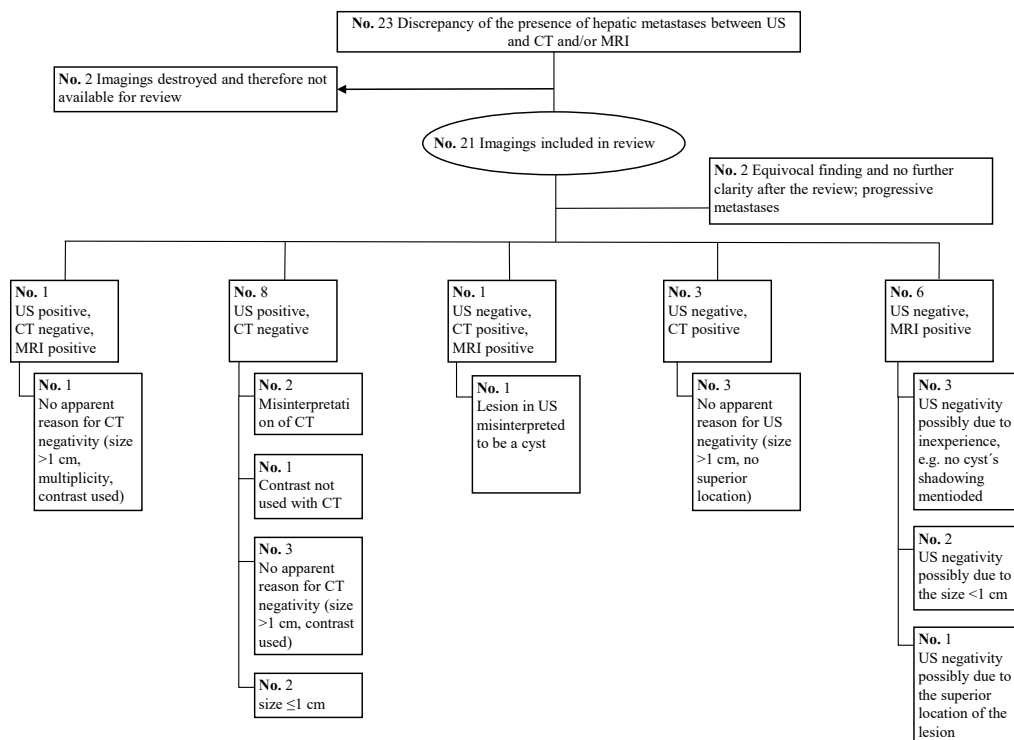 No. 23 Discrepancy of the presence of hepatic metastases between US
and CT and/or MRI
No. 2 Imagings destroyed and therefore not
available for review
No. 21 Imagings included in review
No. 2 Equivocal finding and no further
clarity after the review; progressive
metastases
No. 1
US positive,
CT negative,
MRI positive
No. 1
No apparent
reason for CT
negativity (size
>1 cm,
multiplicity,
contrast used)
No. 8
US positive,
CT negative
No. 2
Misinterpretati
on of CT
No. 1
Contrast not
used with CT
No. 3
No apparent
reason for CT
negativity (size
>1 cm, contrast
used)
No. 2
size ≤1 cm
No. 1
US negative,
CT positive,
MRI positive
No. 1
Lesion in US
misinterpreted
to be a cyst
No. 3
US negative,
CT positive
No. 3
No apparent
reason for US
negativity (size
>1 cm, no
superior
location)
No. 6
US negative,
MRI positive
No. 3
US negativity
possibly due to
inexperience,
e.g. no cyst´s
shadowing
mentioded
No. 2
US negativity
possibly due to
the size <1 cm
No. 1
US negativity
possibly due to
the superior
location of the
lesion